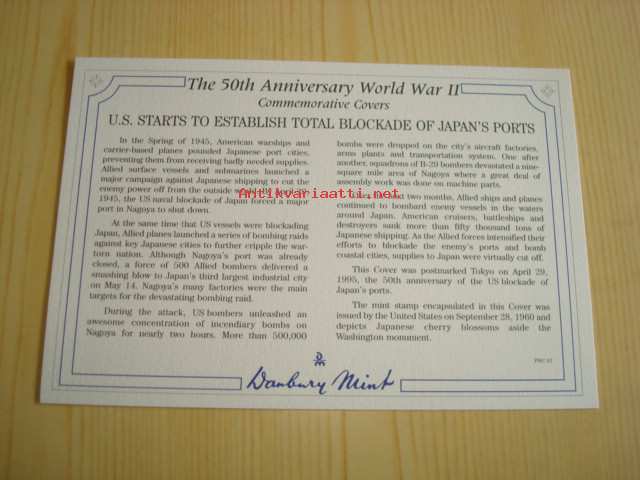 The 50th Anniversary World War II
Commemorative Covers
U.S. STARTS TO ESTABLISH TOTAL BLOCKADE OF JAPAN'S PORTS
In the Spring of 1945, American warships and
carrier-based planes pounded Japanese port cities,
preventing them from receiving badly needed supplies.
Allied surface vessels and submarines launched a
major campaign against Japanese shipping to cut the
enemy power off from the outside
1945, the US naval blockade of Japan forced a major
port in Nagoya to shut down.
At the same time that US vessels were blockading
Japan, Allied planes launched a series of bombing raids
against key Japanese cities to further cripple the war-
torn nation. Although Nagoya's port was already
closed, a force of 500 Allied bombers delivered a
smashing blow to Japan's third largest industrial city
on May 14. Nagoya's many factories were the main
targets for the devastating bombing raid.
During the attack, US bombers unleashed an
awesome concentration of incendiary bombs on
Nagoya for nearly two hours. More than 500,000
bombs were dropped on the city's aircraft factories,
arms plants and transportation system. One after
another, squadrons of B-29 bombers devastated a nine-
square mile area of Nagoya where a great deal of
assembly work was done on machine parts.
two months, Allied ships and planes
continued to bombard enemy vessels in the waters
around Japan. American cruisers, battleships and
destroyers sank more than fifty thousand tons of
Japanese shipping. As the Allied forces intensified their
efforts to blockade the enemy's ports and bomb
coastal cities, supplies to Japan were virtually cut off.
This Cover was postmarked Tokyo on April 29,
1995, the 50th anniversary of the US blockade of
Japan's ports.
The mint stamp encapsulated in this Cover was
issued by the United States on September 28, 1960 and
depicts Japanese cherry blossoms aside the
Washington monument.
Danbury Mint
Antikvariaatti.net